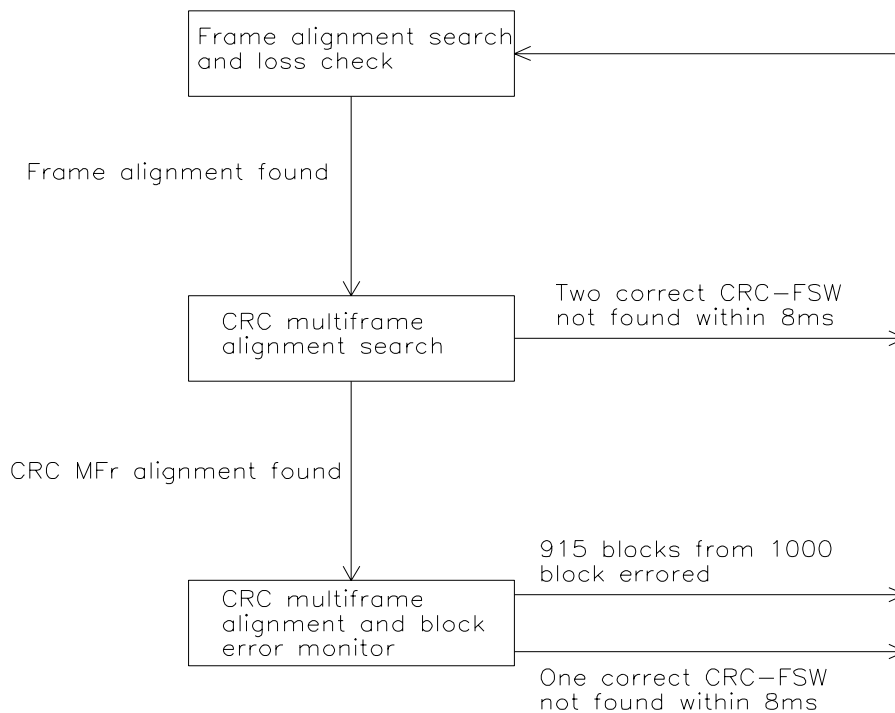 Frame alignment search
and loss check
Frame alignment found
CRC multiframe
alignment search
Two correct CRC-FSW
not found within 8ms
CRC MFr alignment found
915 blocks from 1000
block errored
CRC multiframe
alignment and block
error monitor
One correct CRC-FSW
not found within 8ms